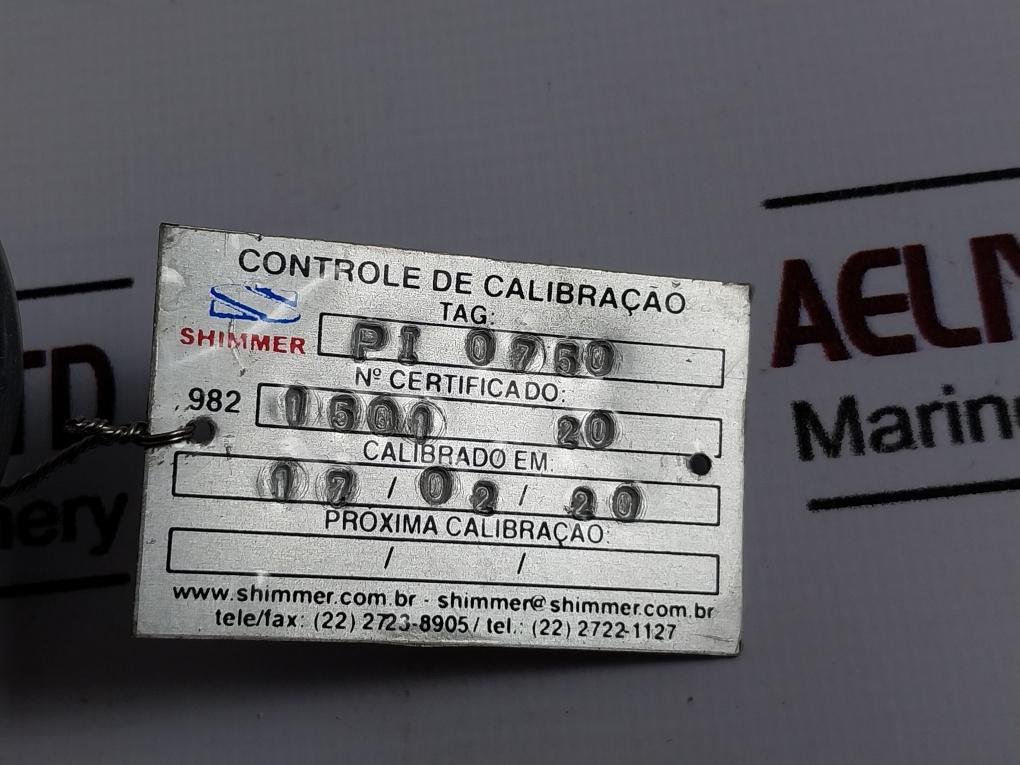 CONTROLE DE CALIBRAÇÃO
TAG:
SHIMMER
PI 0750
Nº CERTIFICADO:
982
1501 20
CALIBRADO EM:
17 / 02 / 20
PRÓXIMA CALIBRAÇÃO:
/ /
www.shimmer.com.br - shimmer@shimmer.com.br
tele/fax: (22) 2723-8905 / tel.: (22) 2722-1127
AELM
Marin
TD
nery